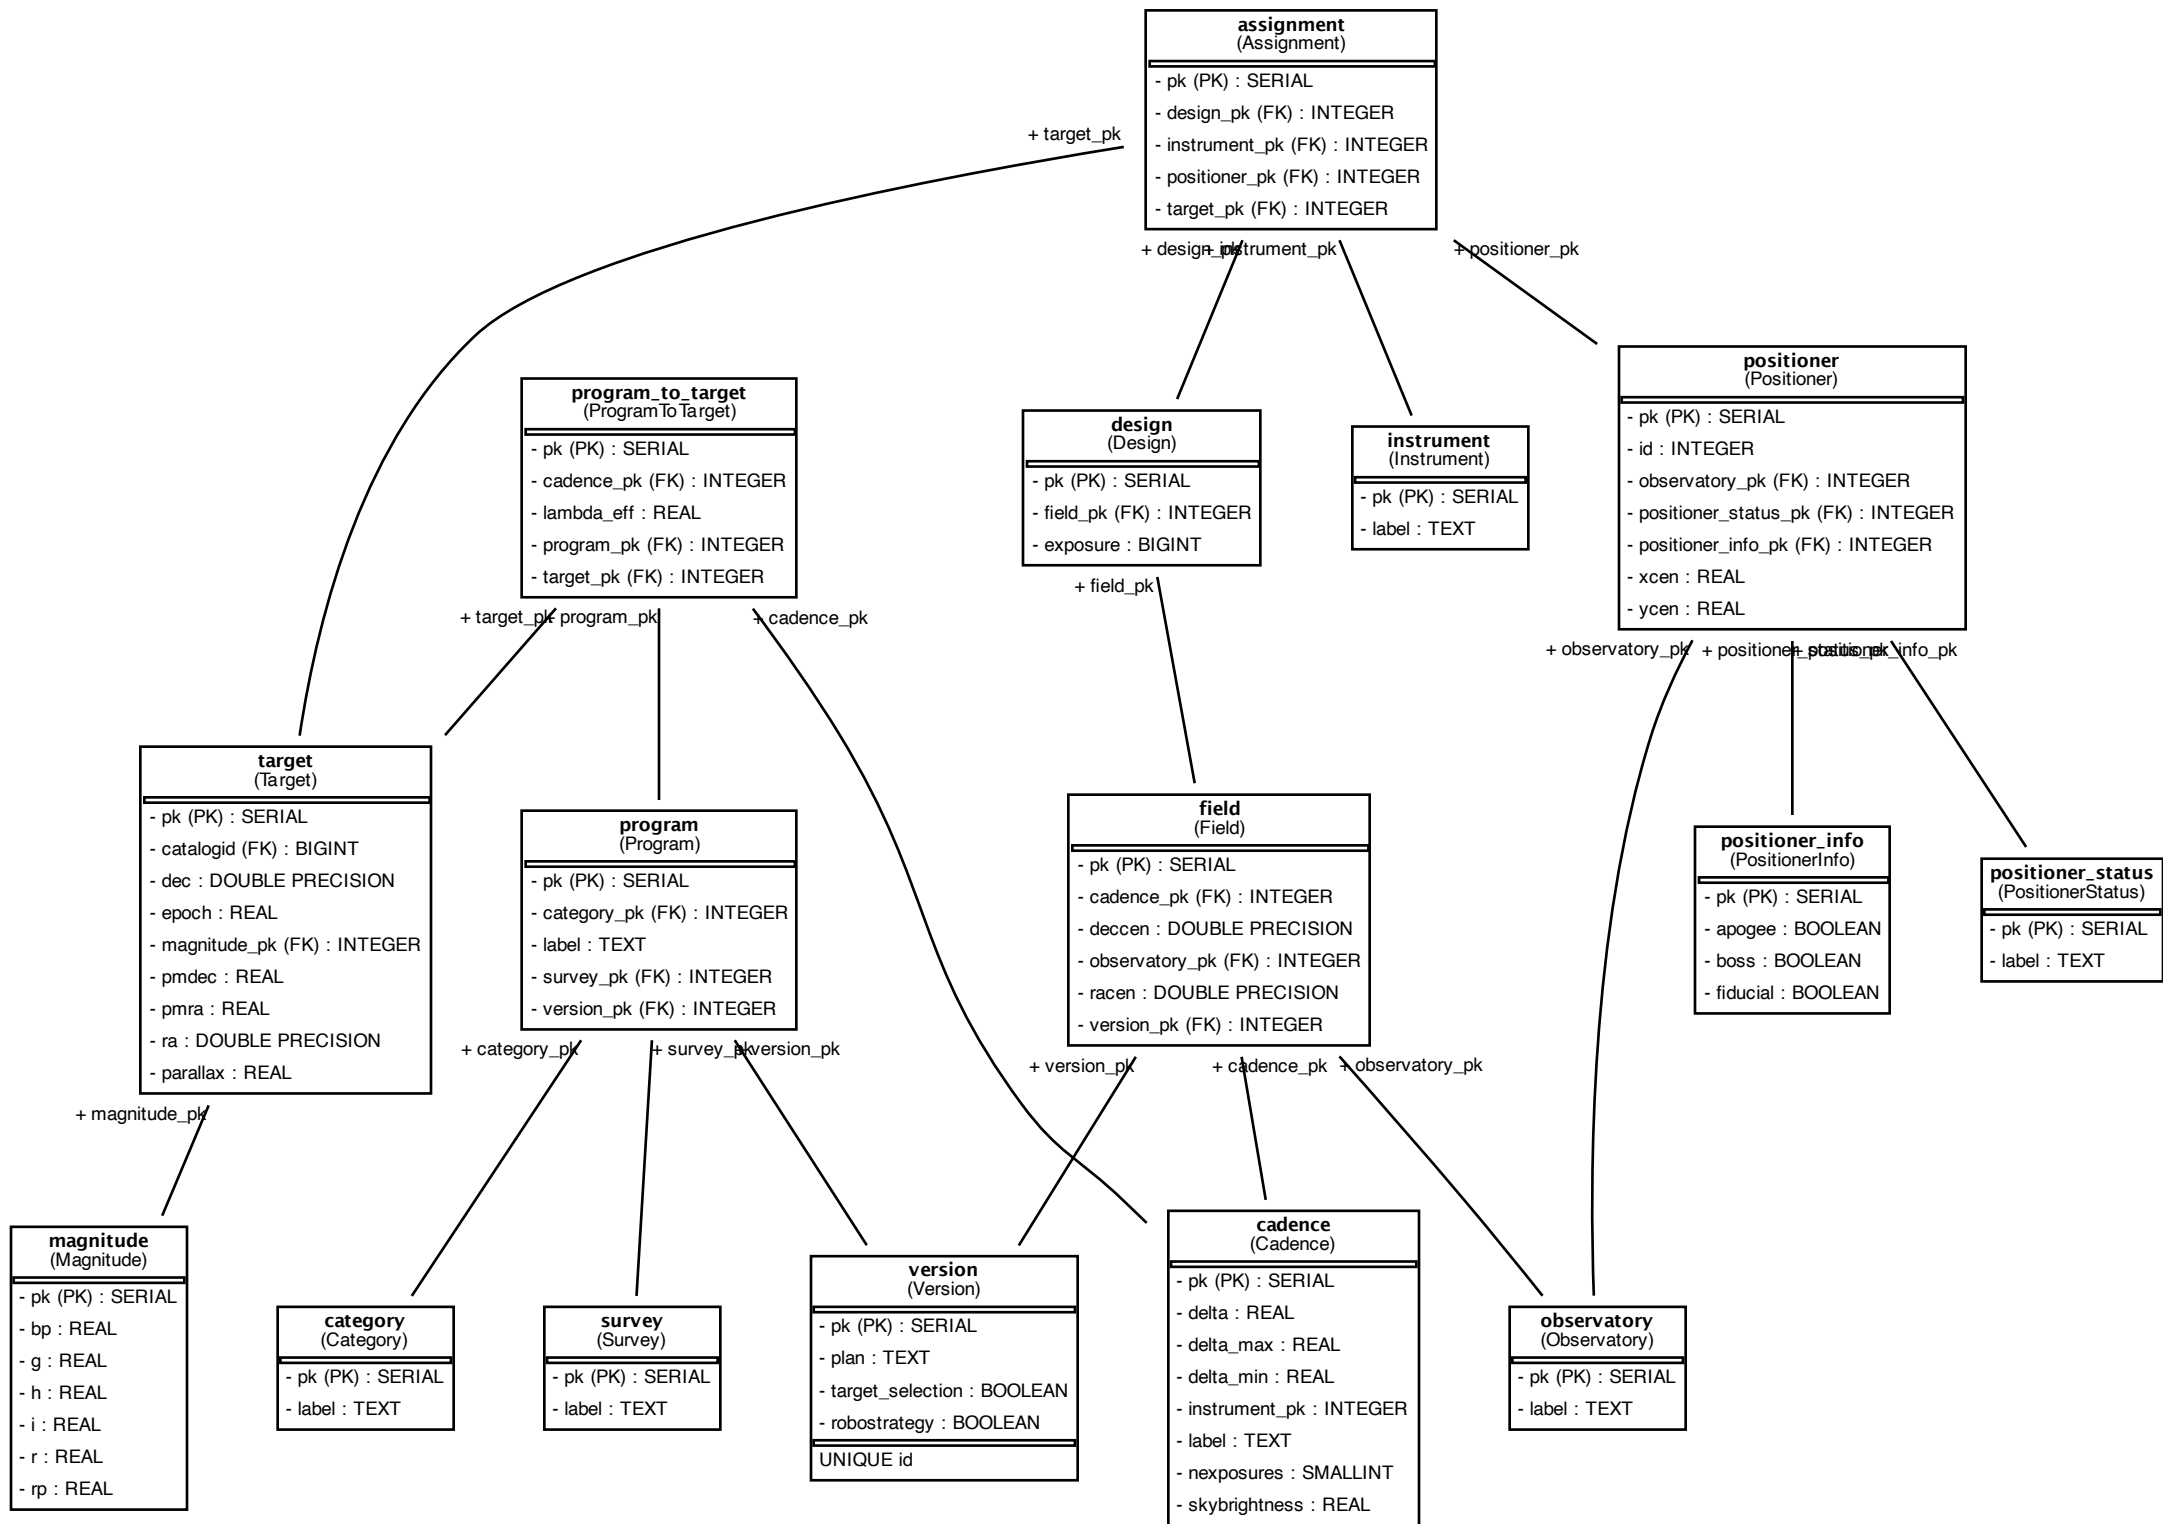 assignment
(Assignment)
- pk (PK) : SERIAL
- design_pk (FK) : INTEGER
- instrument_pk (FK) : INTEGER
- positioner_pk (FK) : INTEGER
- target_pk (FK) : INTEGER
+ target_pk
+ design_pk
+ instrument_pk
+ positioner_pk
program_to_target
(ProgramToTarget)
- pk (PK) : SERIAL
- cadence_pk (FK) : INTEGER
- lambda_eff : REAL
- program_pk (FK) : INTEGER
- target_pk (FK) : INTEGER
+ target_pk
+ program_pk
+ cadence_pk
design
(Design)
- pk (PK) : SERIAL
- field_pk (FK) : INTEGER
- exposure : BIGINT
+ field_pk
instrument
(Instrument)
- pk (PK) : SERIAL
- label : TEXT
positioner
(Positioner)
- pk (PK) : SERIAL
- id : INTEGER
- observatory_pk (FK) : INTEGER
- positioner_status_pk (FK) : INTEGER
- positioner_info_pk (FK) : INTEGER
- xcen : REAL
- ycen : REAL
+ observatory_pk
+ positioner_status_pk
+ positioner_info_pk
target
(Target)
- pk (PK) : SERIAL
- catalogid (FK) : BIGINT
- dec : DOUBLE PRECISION
- epoch : REAL
- magnitude_pk (FK) : INTEGER
- pmdec : REAL
- pmra : REAL
- ra : DOUBLE PRECISION
- parallax : REAL
+ magnitude_pk
program
(Program)
- pk (PK) : SERIAL
- category_pk (FK) : INTEGER
- label : TEXT
- survey_pk (FK) : INTEGER
- version_pk (FK) : INTEGER
+ category_pk
+ survey_pk
+ version_pk
field
(Field)
- pk (PK) : SERIAL
- cadence_pk (FK) : INTEGER
- deccen : DOUBLE PRECISION
- observatory_pk (FK) : INTEGER
- racen : DOUBLE PRECISION
- version_pk (FK) : INTEGER
+ version_pk
+ cadence_pk
+ observatory_pk
positioner_info
(PositionerInfo)
- pk (PK) : SERIAL
- apogee : BOOLEAN
- boss : BOOLEAN
- fiducial : BOOLEAN
positioner_status
(PositionerStatus)
- pk (PK) : SERIAL
- label : TEXT
magnitude
(Magnitude)
- pk (PK) : SERIAL
- bp : REAL
- g : REAL
- h : REAL
- i : REAL
- r : REAL
- rp : REAL
category
(Category)
- pk (PK) : SERIAL
- label : TEXT
survey
(Survey)
- pk (PK) : SERIAL
- label : TEXT
version
(Version)
- pk (PK) : SERIAL
- plan : TEXT
- target_selection : BOOLEAN
- robostrategy : BOOLEAN
UNIQUE id
cadence
(Cadence)
- pk (PK) : SERIAL
- delta : REAL
- delta_max : REAL
- delta_min : REAL
- instrument_pk : INTEGER
- label : TEXT
- nexposures : SMALLINT
- skybrightness : REAL
observatory
(Observatory)
- pk (PK) : SERIAL
- label : TEXT